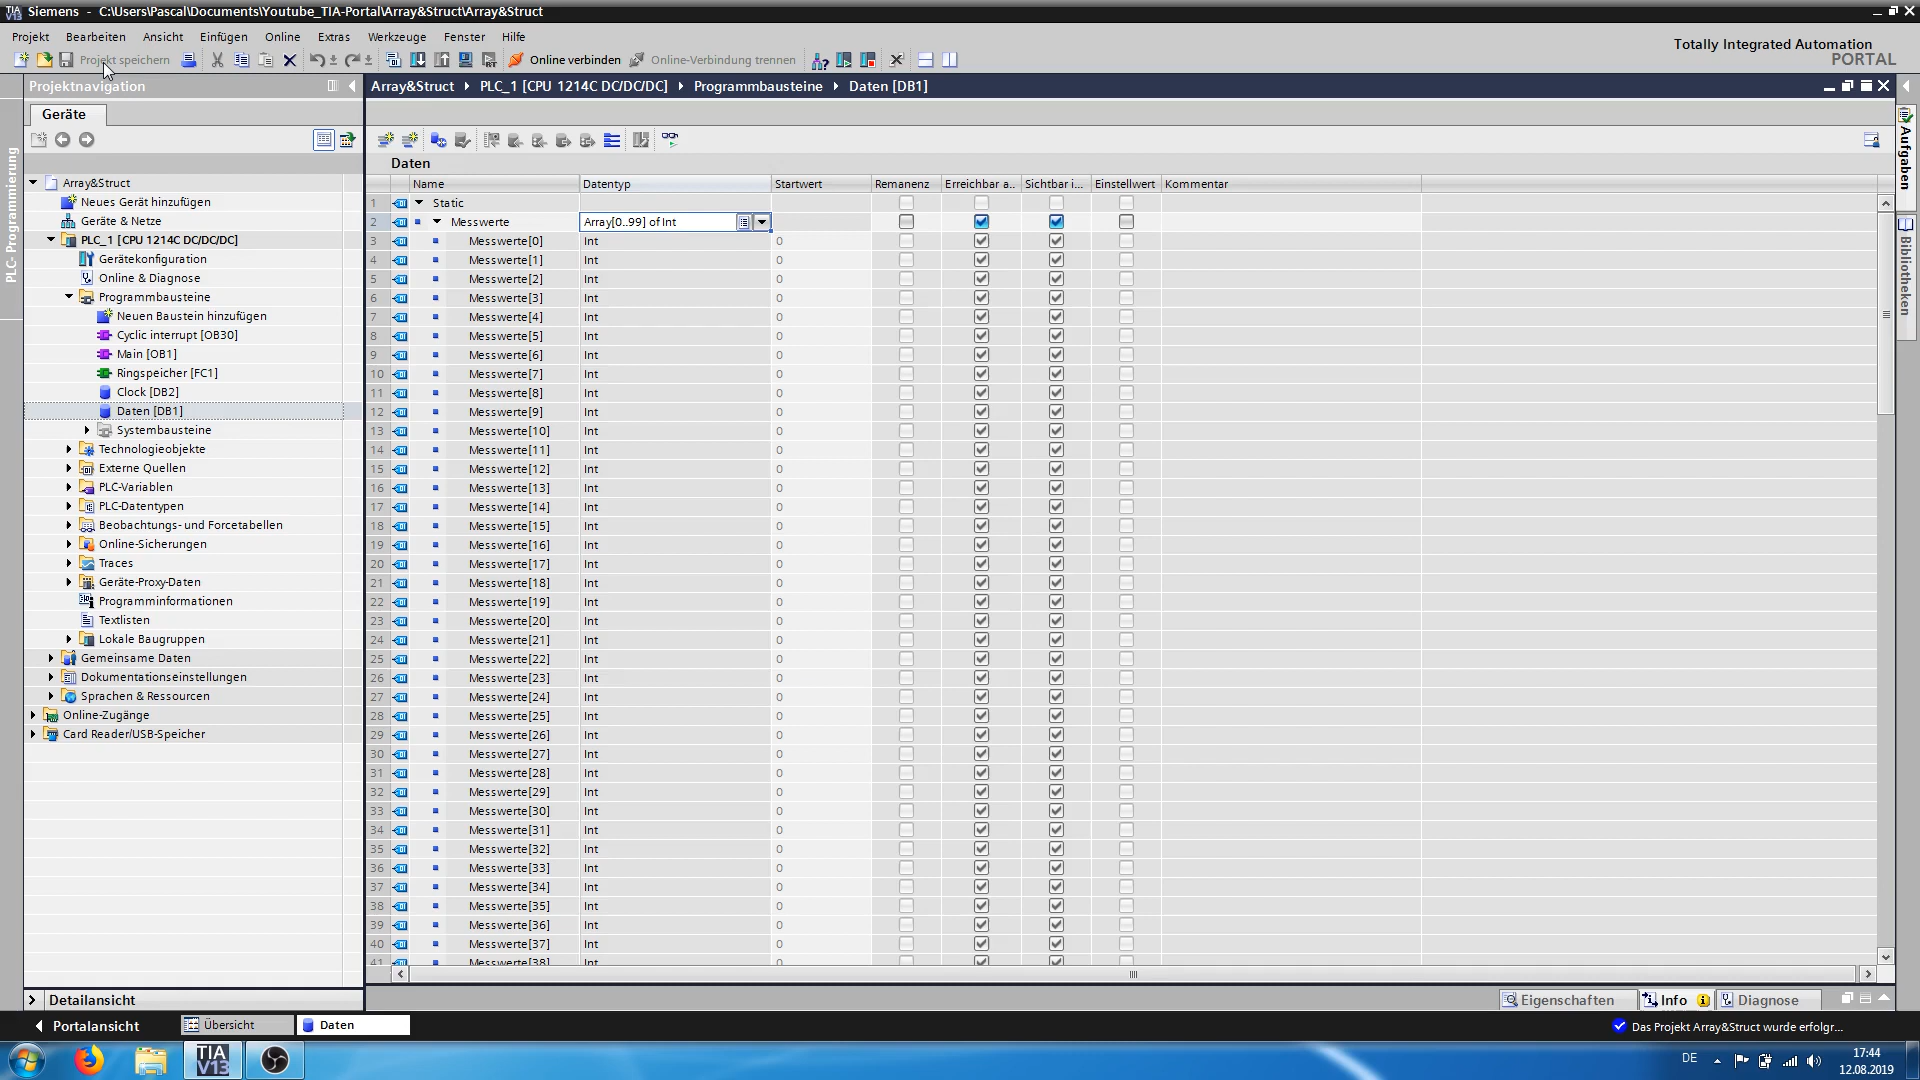 Siemens - C:\Users\Pascal\Documents\Youtube_TIA-Portal\Array&Struct\Array&Struct
Projekt Bearbeiten Ansicht Einfügen Online Extras Werkzeuge Fenster Hilfe
Totally Integrated Automation
PORTAL
Projekt speichern Online verbinden Online-Verbindung trennen
Projektnavigation
Array&Struct PLC_1 [CPU 1214C DC/DC/DC] Programmbausteine Daten [DB1]
Geräte
PLC- Programmierung
Array&Struct
Neues Gerät hinzufügen
Geräte & Netze
PLC_1 [CPU 1214C DC/DC/DC]
Gerätekonfiguration
Online & Diagnose
Programmbausteine
Neuen Baustein hinzufügen
Cyclic interrupt [OB30]
Main [OB1]
Ringspeicher [FC1]
Clock [DB2]
Daten [DB1]
Systembausteine
Technologieobjekte
Externe Quellen
PLC-Variablen
PLC-Datentypen
Beobachtungs- und Forcetabellen
Online-Sicherungen
Traces
Geräte-Proxy-Daten
Programminformationen
Textlisten
Lokale Baugruppen
Gemeinsame Daten
Dokumentationseinstellungen
Sprachen & Ressourcen
Online-Zugänge
Card Reader/USB-Speicher
Daten
Name Datentyp Startwert Remanenz Erreichbar a... Sichtbar i... Einstellwert Kommentar
1 Static
2 Messwerte Array[0..99] of Int
3 Messwerte[0] Int 0
4 Messwerte[1] Int 0
5 Messwerte[2] Int 0
6 Messwerte[3] Int 0
7 Messwerte[4] Int 0
8 Messwerte[5] Int 0
9 Messwerte[6] Int 0
10 Messwerte[7] Int 0
11 Messwerte[8] Int 0
12 Messwerte[9] Int 0
13 Messwerte[10] Int 0
14 Messwerte[11] Int 0
15 Messwerte[12] Int 0
16 Messwerte[13] Int 0
17 Messwerte[14] Int 0
18 Messwerte[15] Int 0
19 Messwerte[16] Int 0
20 Messwerte[17] Int 0
21 Messwerte[18] Int 0
22 Messwerte[19] Int 0
23 Messwerte[20] Int 0
24 Messwerte[21] Int 0
25 Messwerte[22] Int 0
26 Messwerte[23] Int 0
27 Messwerte[24] Int 0
28 Messwerte[25] Int 0
29 Messwerte[26] Int 0
30 Messwerte[27] Int 0
31 Messwerte[28] Int 0
32 Messwerte[29] Int 0
33 Messwerte[30] Int 0
34 Messwerte[31] Int 0
35 Messwerte[32] Int 0
36 Messwerte[33] Int 0
37 Messwerte[34] Int 0
38 Messwerte[35] Int 0
39 Messwerte[36] Int 0
40 Messwerte[37] Int 0
41 Messwerte[38] Int 0
Aufgaben
Bibliotheken
Detailansicht
Eigenschaften Info Diagnose
Portalansicht Übersicht Daten
Das Projekt Array&Struct wurde erfolgr...
TIA V13
DE
17:44
12.08.2019